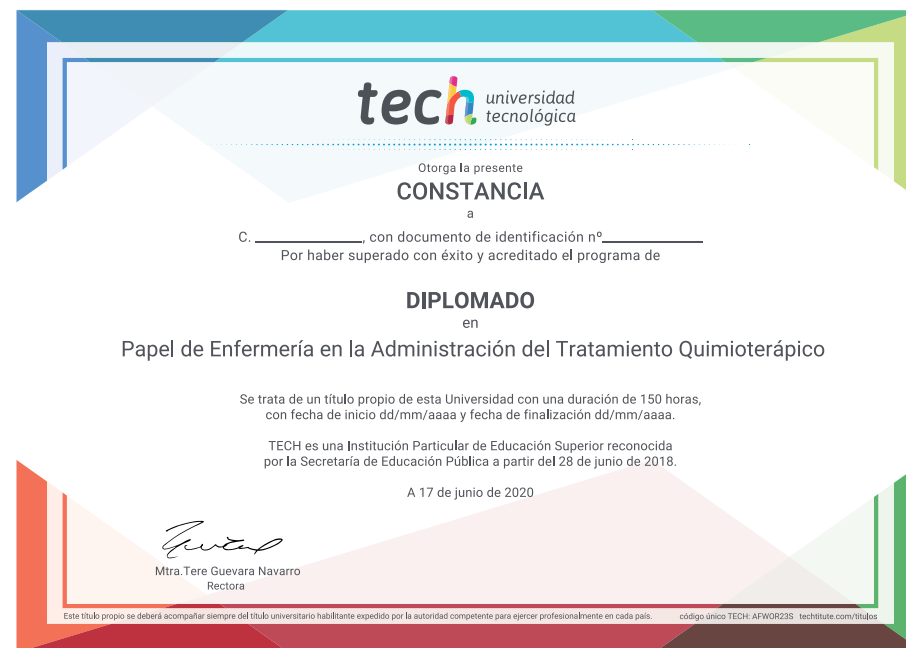 tech universidad
tecnológica
Otorga la presente
CONSTANCIA
a
C. ____________, con documento de identificación nº____________
Por haber superado con éxito y acreditado el programa de
DIPLOMADO
en
Papel de Enfermería en la Administración del Tratamiento Quimioterápico
Se trata de un título propio de esta Universidad con una duración de 150 horas,
con fecha de inicio dd/mm/aaaa y fecha de finalización dd/mm/aaaa.
TECH es una Institución Particular de Educación Superior reconocida
por la Secretaría de Educación Pública a partir del 28 de junio de 2018.
A 17 de junio de 2020
Mtra.Tere Guevara Navarro
Rectora
Este título propio se deberá acompañar siempre del título universitario habilitante expedido por la autoridad competente para ejercer profesionalmente en cada país. código único TECH: AFWOR23S techtitute.com/titulos